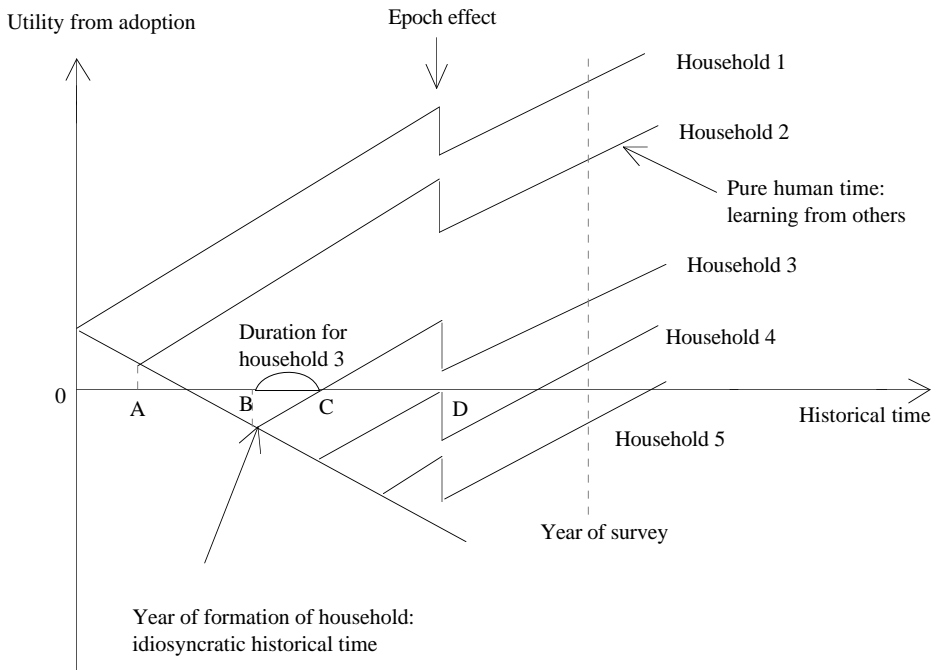 Utility from adoption
Epoch effect
Household 1
Household 2
Pure human time:
learning from others
Household 3
Duration for
household 3
Household 4
0
A
B
C
D
Historical time
Household 5
Year of survey
Year of formation of household:
idiosyncratic historical time